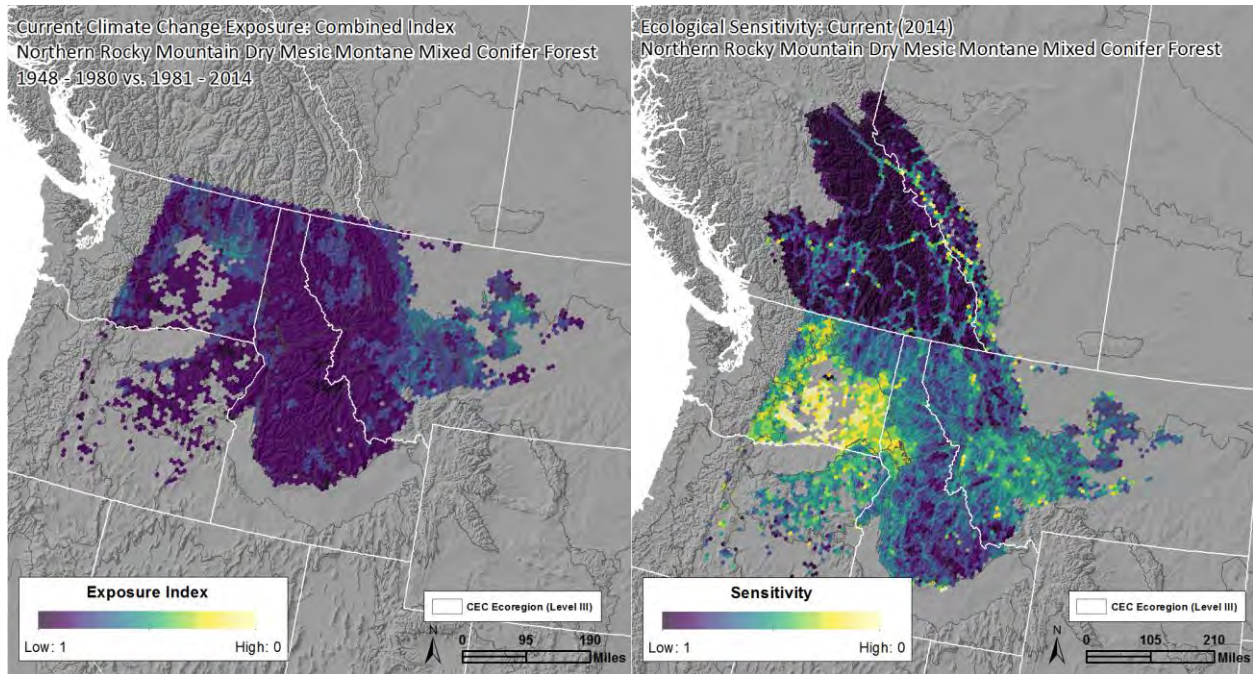 Current Climate Change Exposure: Combined Index
Northern Rocky Mountain Dry Mesic Montane Mixed Conifer Forest
1948 - 1980 vs. 1981 - 2014
Exposure Index
Low: 1
High: 0
CEC Ecoregion (Level III)
N
0 95 190
Miles
Ecological Sensitivity: Current (2014)
Northern Rocky Mountain Dry Mesic Montane Mixed Conifer Forest
Sensitivity
Low: 1
High: 0
CEC Ecoregion (Level III)
N
0 105 210
Miles